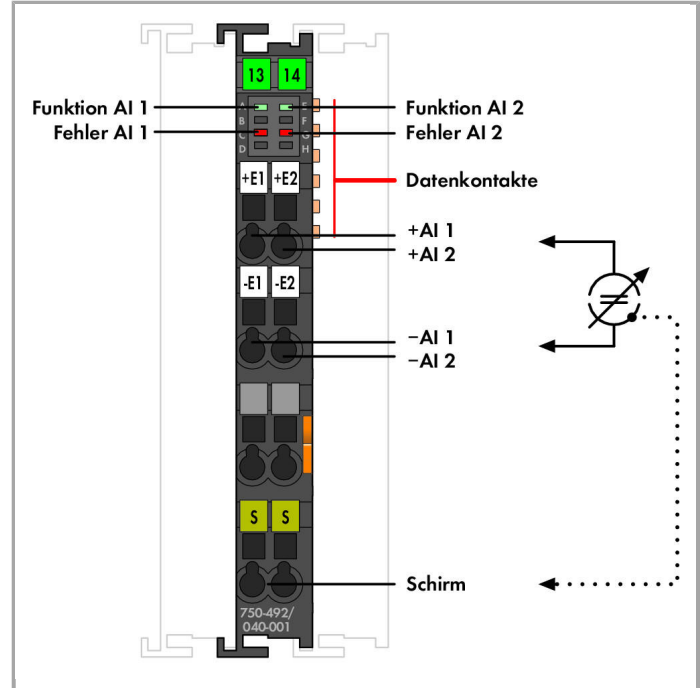 13 14
Funktion AI 1
Funktion AI 2
A E
B F
Fehler AI 1
Fehler AI 2
C G
D H
+E1 +E2
Datenkontakte
+AI 1
+AI 2
-E1 -E2
−AI 1
−AI 2
S S
Schirm
750-492/
040-001